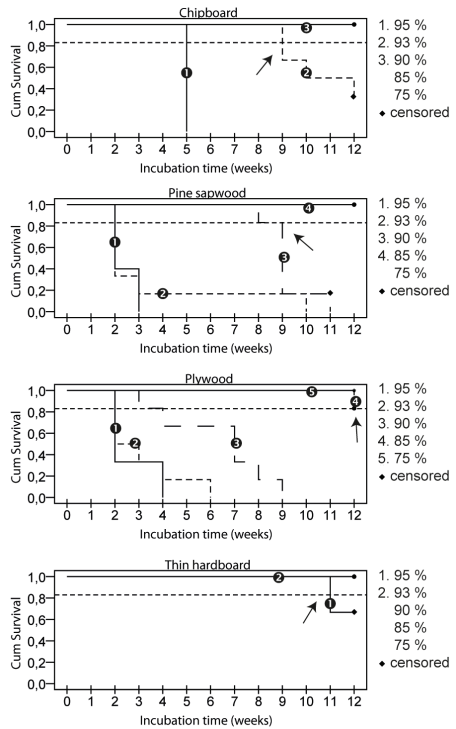 Chipboard
1,0
0,8
0,6
0,4
0,2
0,0
Cum Survival
1
2
3
0 1 2 3 4 5 6 7 8 9 10 11 12
Incubation time (weeks)
1. 95 %
2. 93 %
3. 90 %
85 %
75 %
censored
Pine sapwood
1,0
0,8
0,6
0,4
0,2
0,0
Cum Survival
1
2
3
4
0 1 2 3 4 5 6 7 8 9 10 11 12
Incubation time (weeks)
1. 95 %
2. 93 %
3. 90 %
4. 85 %
75 %
censored
Plywood
1,0
0,8
0,6
0,4
0,2
0,0
Cum Survival
1
2
3
4
5
0 1 2 3 4 5 6 7 8 9 10 11 12
Incubation time (weeks)
1. 95 %
2. 93 %
3. 90 %
4. 85 %
5. 75 %
censored
Thin hardboard
1,0
0,8
0,6
0,4
0,2
0,0
Cum Survival
2
1
0 1 2 3 4 5 6 7 8 9 10 11 12
Incubation time (weeks)
1. 95 %
2. 93 %
90 %
85 %
75 %
censored